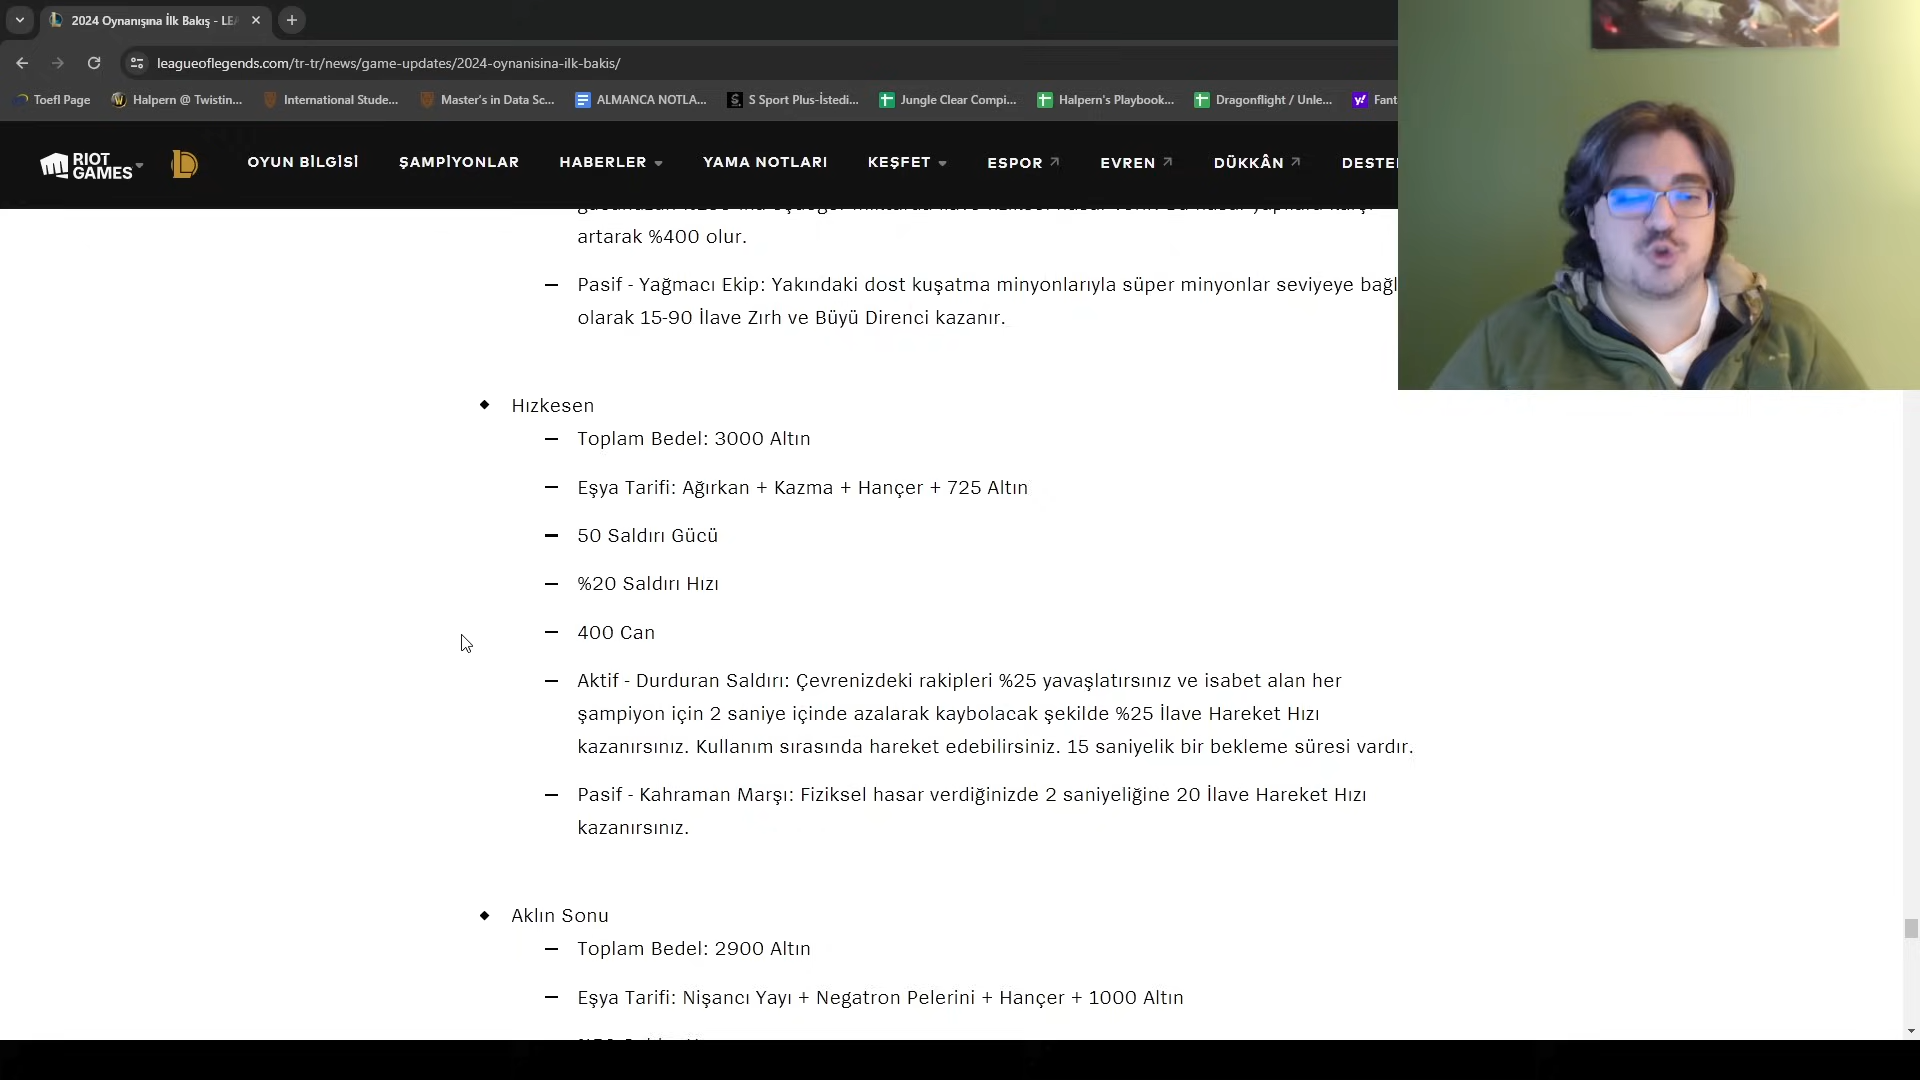 2024 Oynanışına İlk Bakış - LEA
leagueoflegends.com/tr-tr/news/game-updates/2024-oynanisina-ilk-bakis/
Toefl Page Halpern @ Twistin... International Stude... Master's in Data Sc... ALMANCA NOTLA... S Sport Plus-İstedi... Jungle Clear Compi... Halpern's Playbook... Dragonflight / Unle... Fant
RIOT GAMES OYUN BİLGİSİ ŞAMPİYONLAR HABERLER YAMA NOTLARI KEŞFET ESPOR EVREN DÜKKÂN DESTE
artarak %400 olur.
— Pasif - Yağmacı Ekip: Yakındaki dost kuşatma minyonlarıyla süper minyonlar seviyeye bağl
olarak 15-90 İlave Zırh ve Büyü Direnci kazanır.
◆ Hızkesen
— Toplam Bedel: 3000 Altın
— Eşya Tarifi: Ağırkan + Kazma + Hançer + 725 Altın
— 50 Saldırı Gücü
— %20 Saldırı Hızı
— 400 Can
— Aktif - Durduran Saldırı: Çevrenizdeki rakipleri %25 yavaşlatırsınız ve isabet alan her
şampiyon için 2 saniye içinde azalarak kaybolacak şekilde %25 İlave Hareket Hızı
kazanırsınız. Kullanım sırasında hareket edebilirsiniz. 15 saniyelik bir bekleme süresi vardır.
— Pasif - Kahraman Marşı: Fiziksel hasar verdiğinizde 2 saniyeliğine 20 İlave Hareket Hızı
kazanırsınız.
◆ Aklın Sonu
— Toplam Bedel: 2900 Altın
— Eşya Tarifi: Nişancı Yayı + Negatron Pelerini + Hançer + 1000 Altın